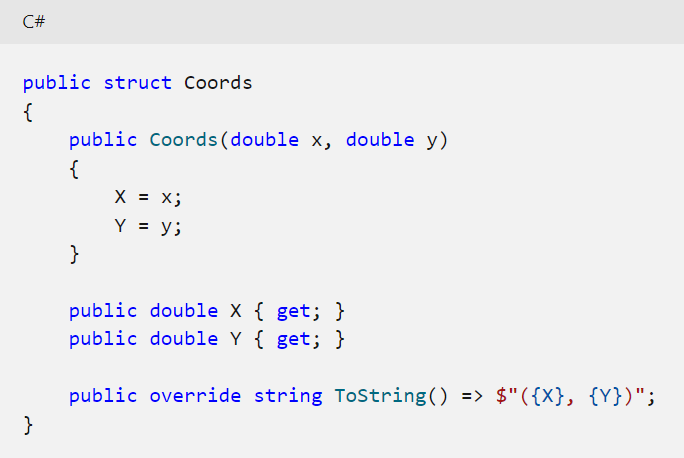 C#
public struct Coords
{
    public Coords(double x, double y)
    {
        X = x;
        Y = y;
    }

    public double X { get; }
    public double Y { get; }

    public override string ToString() => $"({X}, {Y})";
}